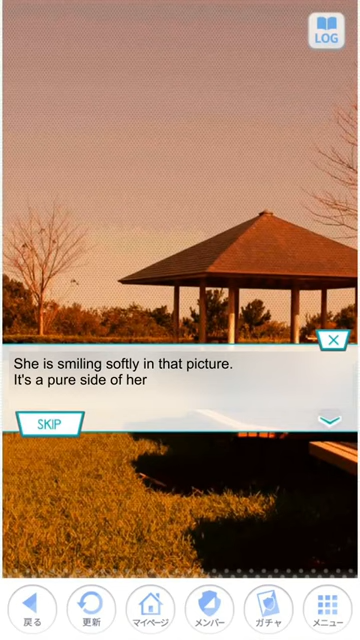 LOG
She is smiling softly in that picture.
It's a pure side of her
SKIP
戻る
更新
マイページ
メンバー
ガチャ
メニュー